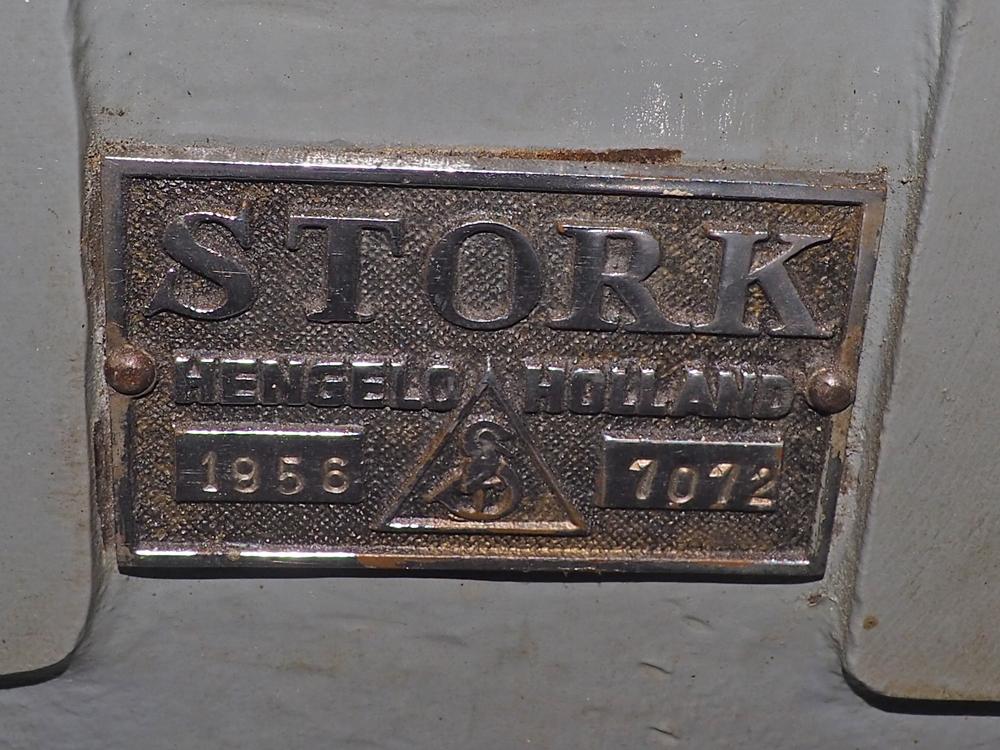 STORK
HENGELO HOLLAND
1956 7072